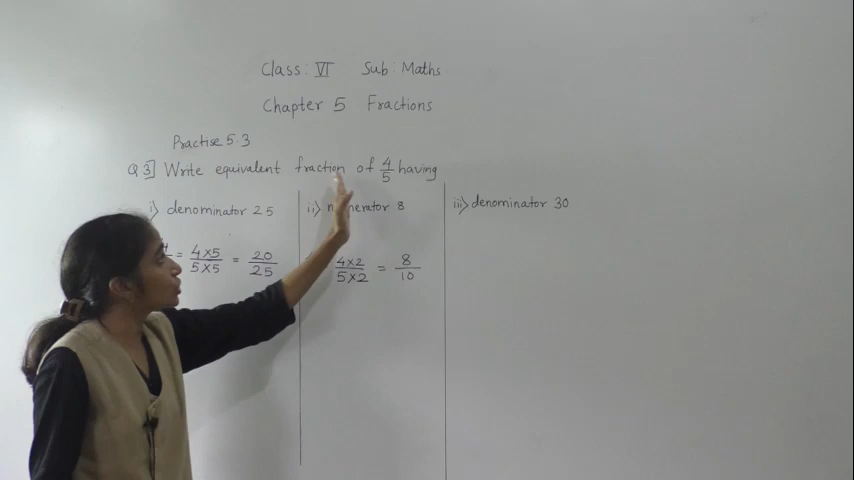 Class: VI Sub: Maths
Chapter 5 Fractions
Practise 5 3
Q 3] Write equivalent fraction of 4/5 having
i) denominator 25
= 4×5/5×5 = 20/25
ii) numerator 8
4×2/5×2 = 8/10
iii) denominator 30